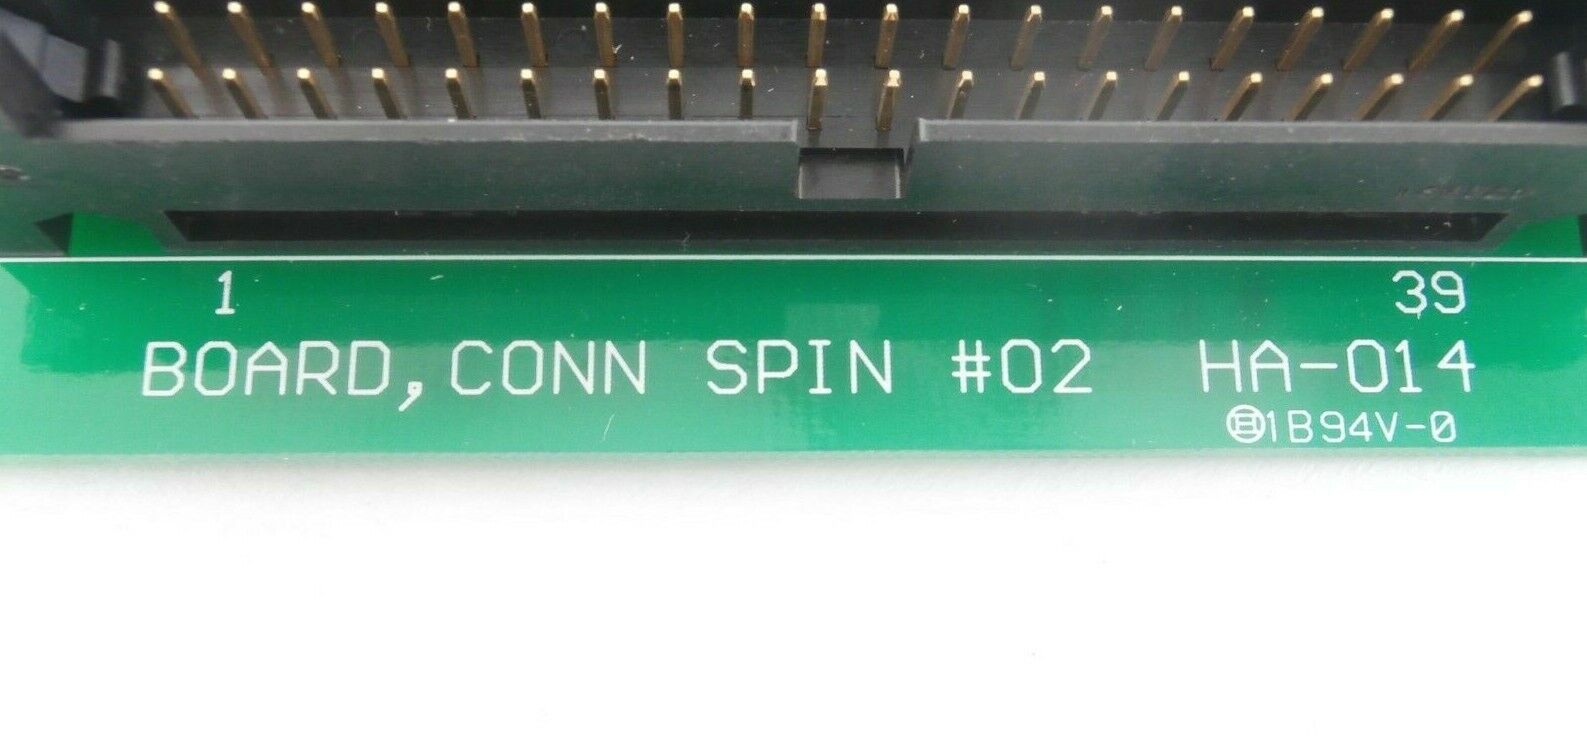 1 39
BOARD, CONN SPIN #02 HA-014
1B94V-0